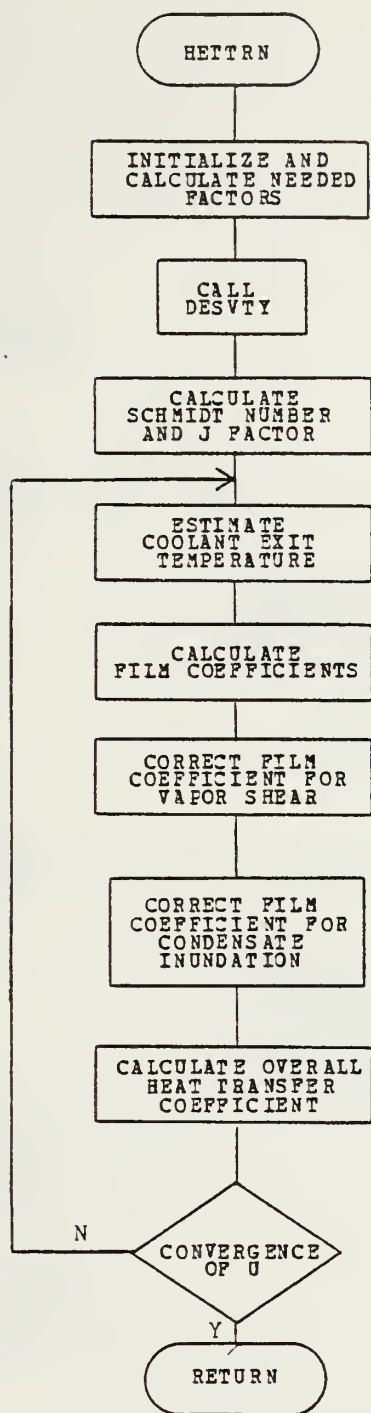 HETTRN
INITIALIZE AND
CALCULATE NEEDED
FACTORS
CALL
DESVTY
CALCULATE
SCHMIDT NUMBER
AND J FACTOR
ESTIMATE
COOLANT EXIT
TEMPERATURE
CALCULATE
FILM COEFFICIENTS
CORRECT FILM
COEFFICIENT FOR
VAPOR SHEAR
CORRECT FILM
COEFFICIENT FOR
CONDENSATE
INUNDATION
CALCULATE OVERALL
HEAT TRANSFER
COEFFICIENT
N
CONVERGENCE
OF U
Y
RETURN